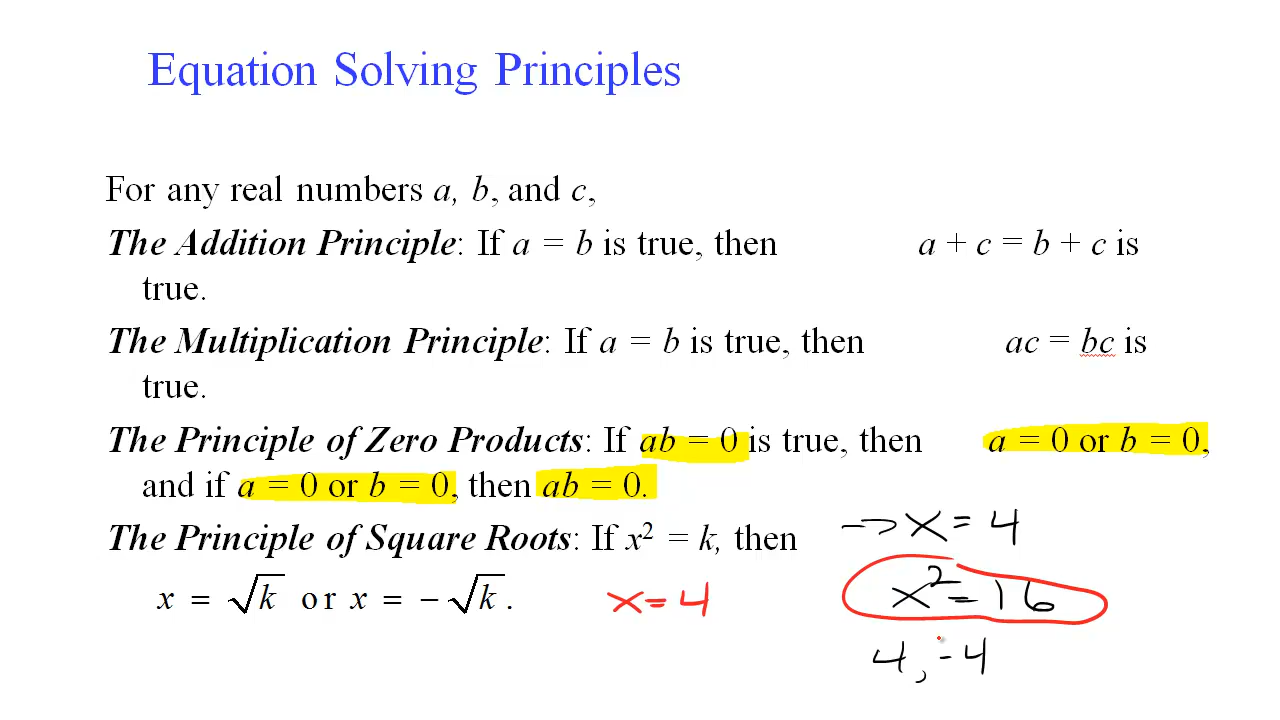 Equation Solving Principles
For any real numbers a, b, and c,
The Addition Principle: If a = b is true, then a + c = b + c is
true.
The Multiplication Principle: If a = b is true, then ac = bc is
true.
The Principle of Zero Products: If ab = 0 is true, then a = 0 or b = 0,
and if a = 0 or b = 0, then ab = 0.
The Principle of Square Roots: If x² = k, then
x = √k or x = −√k.
→ x = 4
x² = 16
x = 4
4, -4